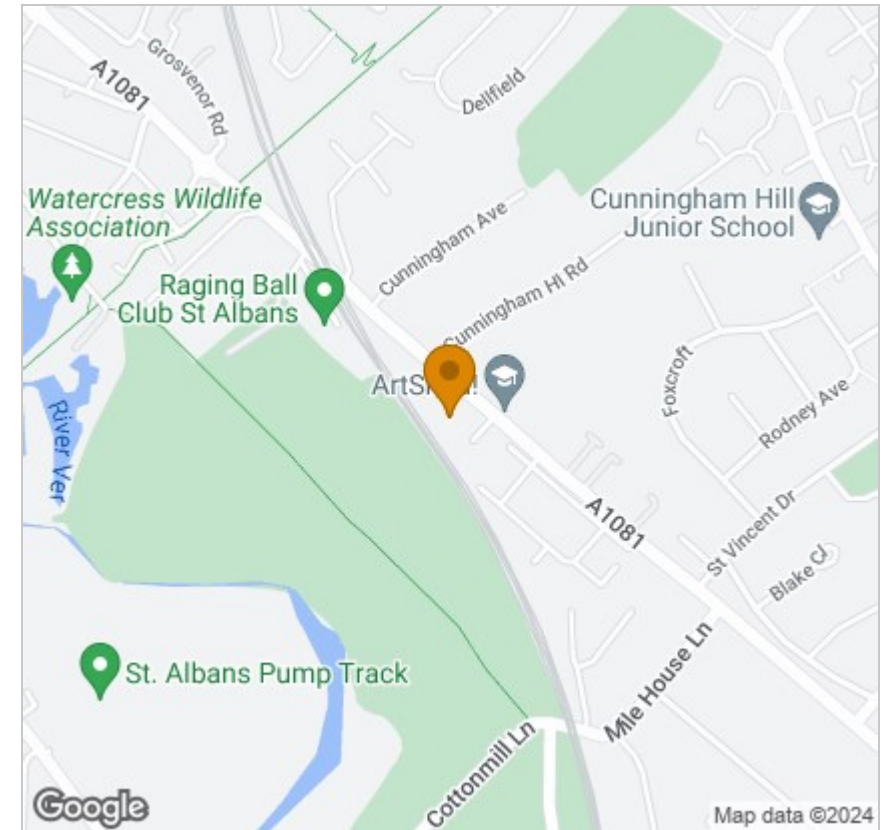 Grosvenor Rd
A1081
Dellfield
Watercress Wildlife
Association
Cunningham Hill
Junior School
Cunningham Ave
Raging Ball
Club St Albans
Cunningham Hl Rd
Foxcroft
River Ver
Rodney Ave
A1081
St Vincent Dr
Blake Cl
St. Albans Pump Track
Mile House Ln
Cottonmill Ln
Google
Map data ©2024